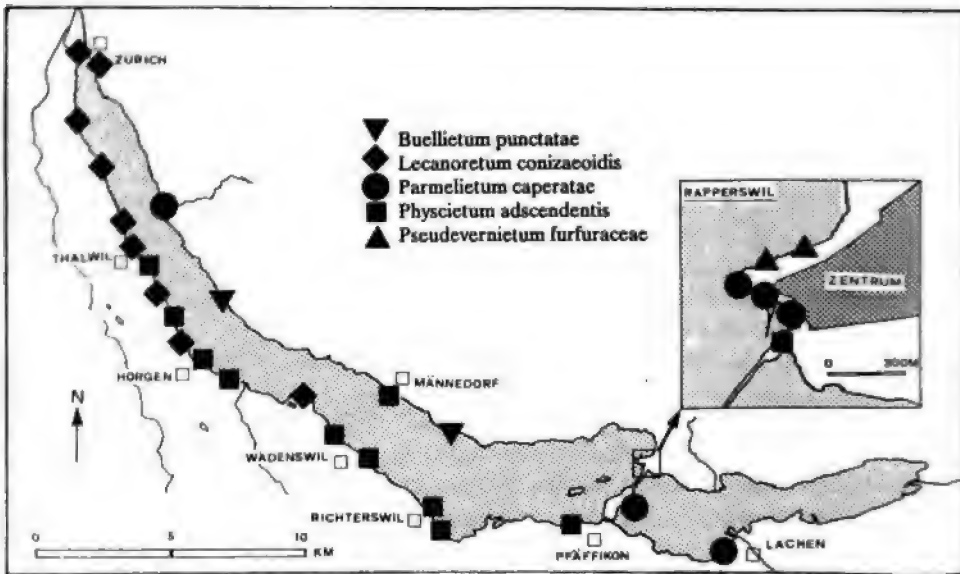 ZURICH
Buellietum punctatae
Lecanoretum conizaeoidis
Parmelietum caperatae
Physcietum adscendentis
Pseudevernietum furfuraceae
RAPPERSWIL
ZENTRUM
0 300M
THALWIL
HORGEN
MÄNNEDORF
N
WÄDENSWIL
RICHTERSWIL
PFÄFFIKON
LACHEN
0 5 10
KM